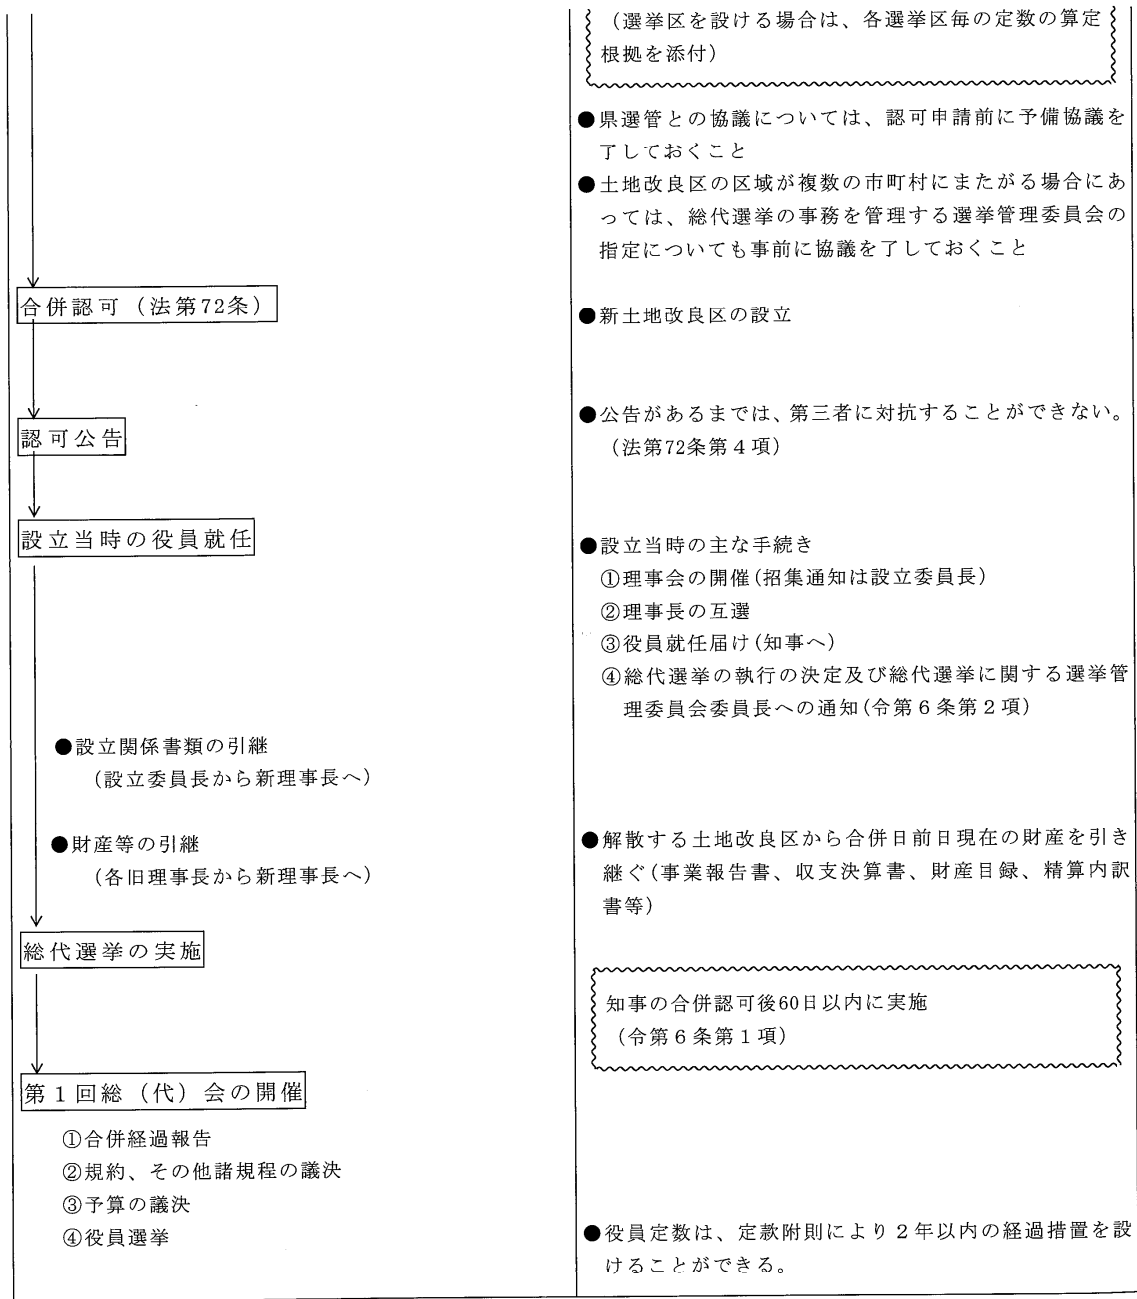 （選挙区を設ける場合は、各選挙区毎の定数の算定
根拠を添付）
●県選管との協議については、認可申請前に予備協議を
了しておくこと
●土地改良区の区域が複数の市町村にまたがる場合にあ
っては、総代選挙の事務を管理する選挙管理委員会の
指定についても事前に協議を了しておくこと
合併認可（法第72条）
●新土地改良区の設立
認可公告
●公告があるまでは、第三者に対抗することができない。
（法第72条第４項）
設立当時の役員就任
●設立当時の主な手続き
①理事会の開催(招集通知は設立委員長)
②理事長の互選
③役員就任届け(知事へ)
④総代選挙の執行の決定及び総代選挙に関する選挙管
理委員会委員長への通知(令第６条第２項)
●設立関係書類の引継
（設立委員長から新理事長へ）
●財産等の引継
（各旧理事長から新理事長へ）
●解散する土地改良区から合併日前日現在の財産を引き
継ぐ(事業報告書、収支決算書、財産目録、精算内訳
書等)
総代選挙の実施
知事の合併認可後60日以内に実施
（令第６条第１項）
第１回総（代）会の開催
①合併経過報告
②規約、その他諸規程の議決
③予算の議決
④役員選挙
●役員定数は、定款附則により２年以内の経過措置を設
けることができる。